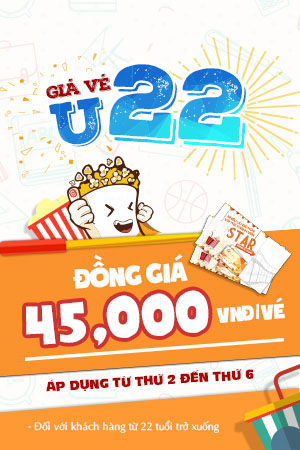 GIÁ VÉ
U22
STAR
ĐỒNG GIÁ
45,000 VNĐ/VÉ
ÁP DỤNG TỪ THỨ 2 ĐẾN THỨ 6
- Đối với khách hàng từ 22 tuổi trở xuống